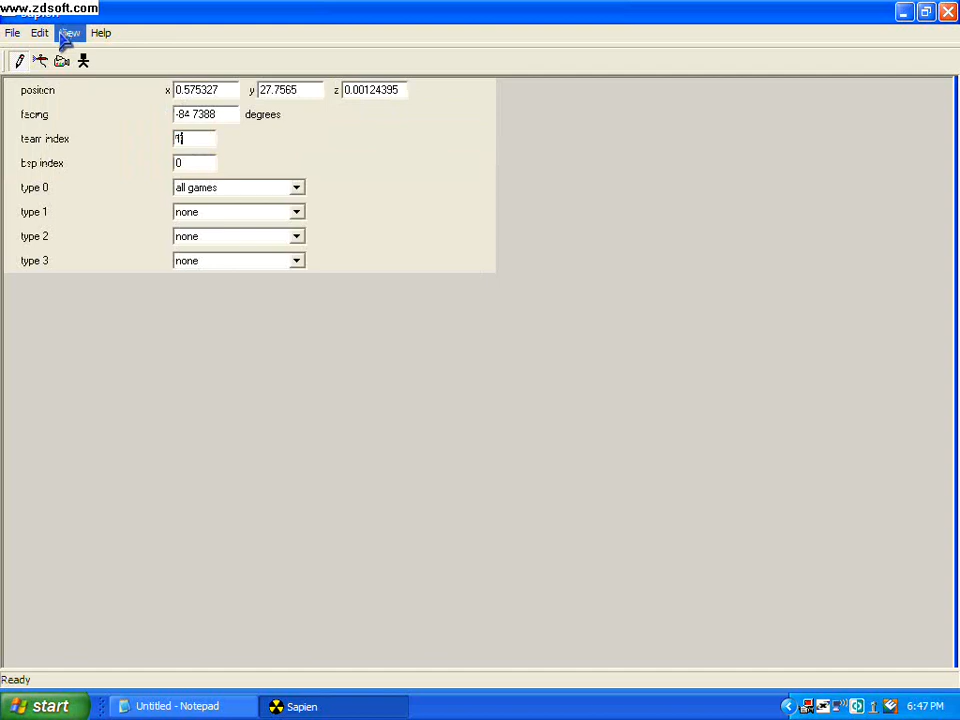 www.zdsoft.com
Sapien
File Edit View Help
position x 0.575327 y 27.7565 z 0.00124395
facing -84.7388 degrees
team index
bsp index 0
type 0 all games
type 1 none
type 2 none
type 3 none
Ready
start Untitled - Notepad Sapien 6:47 PM